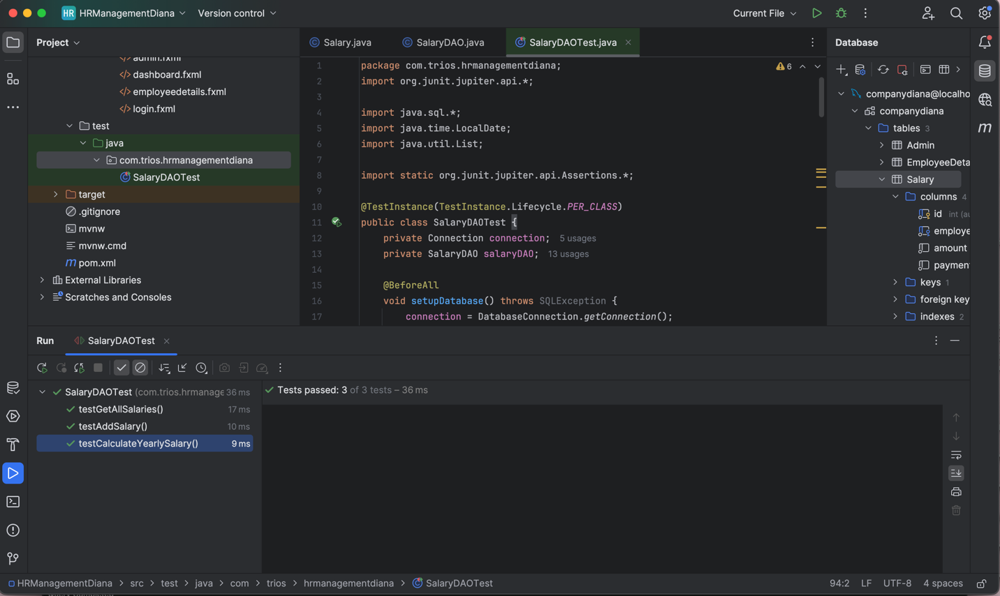 HR HRManagementDiana Version control Current File
Project
admin.fxml
dashboard.fxml
employeedetails.fxml
login.fxml
test
java
com.trios.hrmanagementdiana
SalaryDAOTest
target
.gitignore
mvnw
mvnw.cmd
m pom.xml
External Libraries
Scratches and Consoles
Salary.java SalaryDAO.java SalaryDAOTest.java
6
1 package com.trios.hrmanagementdiana;
2 import org.junit.jupiter.api.*;
3
4 import java.sql.*;
5 import java.time.LocalDate;
6 import java.util.List;
7
8 import static org.junit.jupiter.api.Assertions.*;
9
10 @TestInstance(TestInstance.Lifecycle.PER_CLASS)
11 public class SalaryDAOTest {
12 private Connection connection; 5 usages
13 private SalaryDAO salaryDAO; 13 usages
14
15 @BeforeAll
16 void setupDatabase() throws SQLException {
17 connection = DatabaseConnection.getConnection();
Database
companydiana@localho
companydiana
tables 3
Admin
EmployeeDeta
Salary
columns 4
id int (au
employe
amount
payment
keys 1
foreign key
indexes 2
m
Run SalaryDAOTest
SalaryDAOTest (com.trios.hrmanage 36 ms
testGetAllSalaries() 17 ms
testAddSalary() 10 ms
testCalculateYearlySalary() 9 ms
Tests passed: 3 of 3 tests – 36 ms
HRManagementDiana > src > test > java > com > trios > hrmanagementdiana > SalaryDAOTest 94:2 LF UTF-8 4 spaces